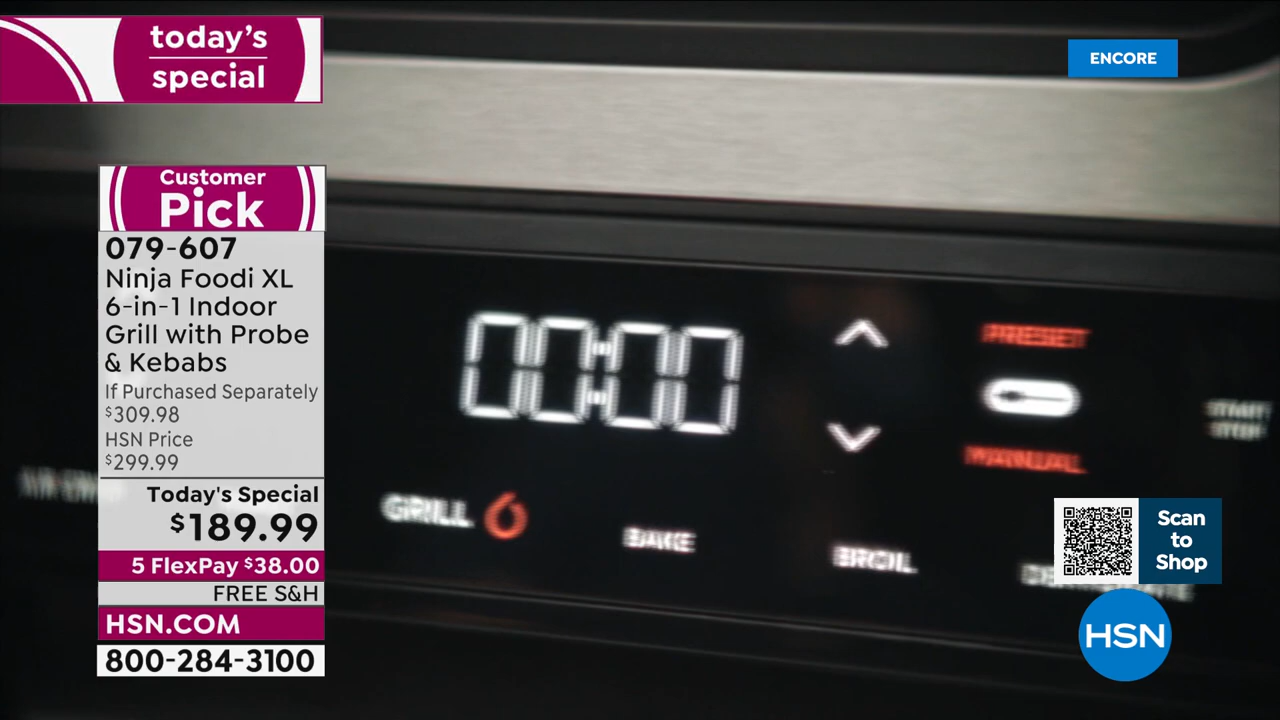 today's
special
ENCORE
Customer
Pick
079-607
Ninja Foodi XL
6-in-1 Indoor
Grill with Probe
& Kebabs
If Purchased Separately
$309.98
HSN Price
$299.99
Today's Special
$189.99
5 FlexPay $38.00
FREE S&H
HSN.COM
800-284-3100
00:00
PRESET
MANUAL
START
STOP
GRILL
BAKE
BROIL
Scan
to
Shop
HSN